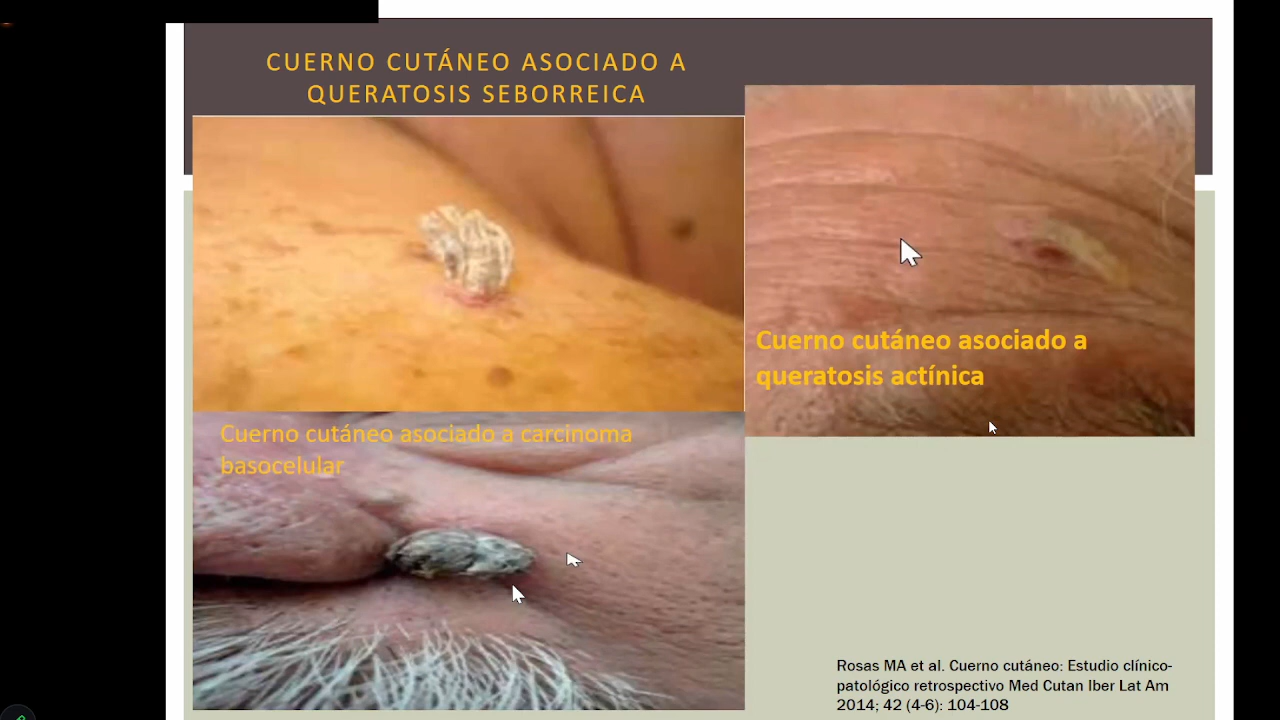 CUERNO CUTÁNEO ASOCIADO A
QUERATOSIS SEBORREICA
Cuerno cutáneo asociado a
queratosis actínica
Cuerno cutáneo asociado a carcinoma
basocelular
Rosas MA et al. Cuerno cutáneo: Estudio clínico-
patológico retrospectivo Med Cutan Iber Lat Am
2014; 42 (4-6): 104-108